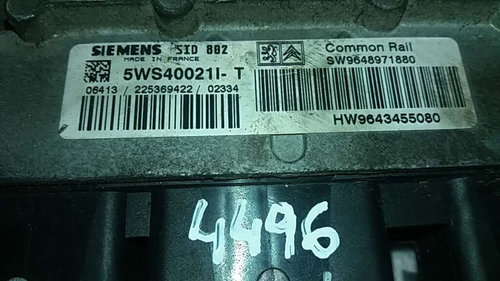 SIEMENS SID 802
MADE IN FRANCE
5WS40021I- T
06413 / 225369422 / 02334
Common Rail
SW9648971880
HW9643455080
4496